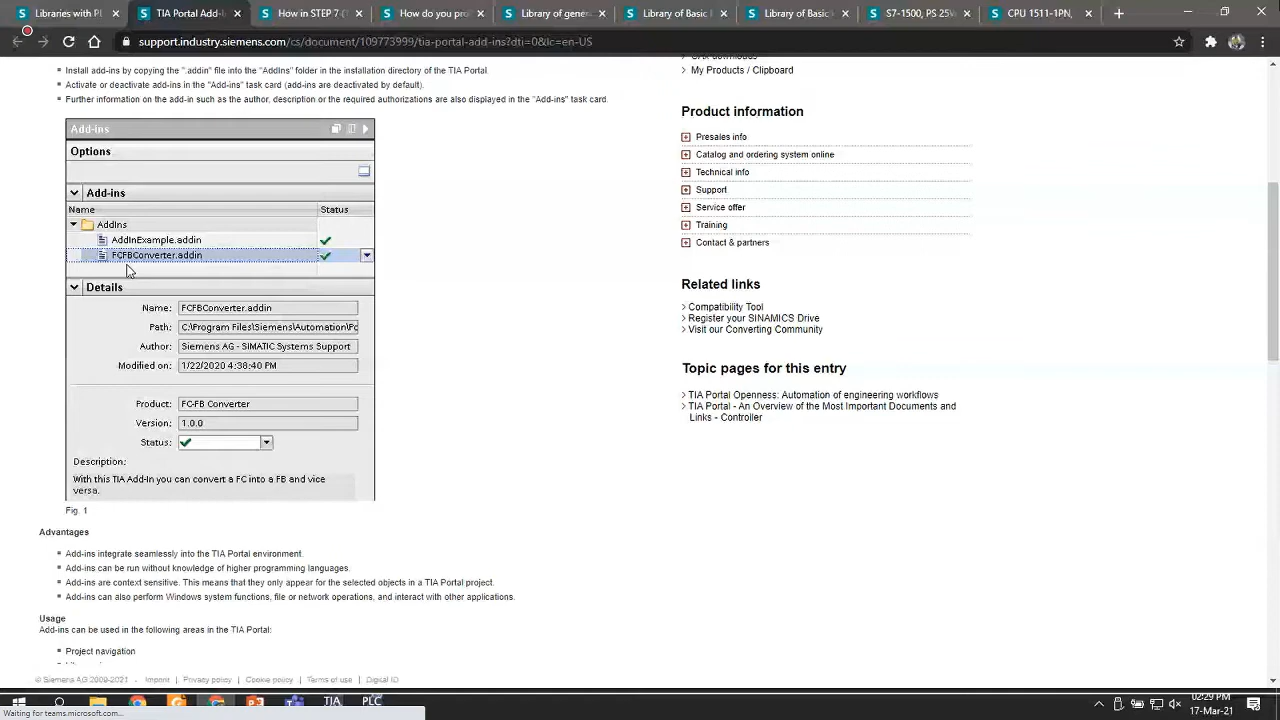 Libraries with PL
TIA Portal Add-In
How in STEP 7 (T
How do you pro
Library of gener
Library of Basic
Library of Basic
S7-1500, PS 25W
CPU 1511-1PN,
support.industry.siemens.com/cs/document/109773999/tia-portal-add-ins?dti=0&lc=en-US
Install add-ins by copying the ".addin" file into the "AddIns" folder in the installation directory of the TIA Portal.
Activate or deactivate add-ins in the "Add-ins" task card (add-ins are deactivated by default).
Further information on the add-in such as the author, description or the required authorizations are also displayed in the "Add-ins" task card.
Add-ins
Options
Add-ins
Name
Status
AddIns
AddInExample.addin
FCFBConverter.addin
Details
Name: FCFBConverter.addin
Path: C:\Program Files\Siemens\Automation\Po
Author: Siemens AG - SIMATIC Systems Support
Modified on: 1/22/2020 4:38:40 PM
Product: FC-FB Converter
Version: 1.0.0
Status:
Description:
With this TIA Add-In you can convert a FC into a FB and vice
versa.
Fig. 1
Advantages
Add-ins integrate seamlessly into the TIA Portal environment.
Add-ins can be run without knowledge of higher programming languages.
Add-ins are context sensitive. This means that they only appear for the selected objects in a TIA Portal project.
Add-ins can also perform Windows system functions, file or network operations, and interact with other applications.
Usage
Add-ins can be used in the following areas in the TIA Portal:
Project navigation
CAx downloads
> My Products / Clipboard
Product information
Presales info
Catalog and ordering system online
Technical info
Support
Service offer
Training
Contact & partners
Related links
> Compatibility Tool
> Register your SINAMICS Drive
> Visit our Converting Community
Topic pages for this entry
> TIA Portal Openness: Automation of engineering workflows
> TIA Portal - An Overview of the Most Important Documents and
Links - Controller
© Siemens AG 2009-2021 - Imprint | Privacy policy | Cookie policy | Terms of use | Digital ID
Waiting for teams.microsoft.com...
TIA
PLC
02:29 PM
17-Mar-21